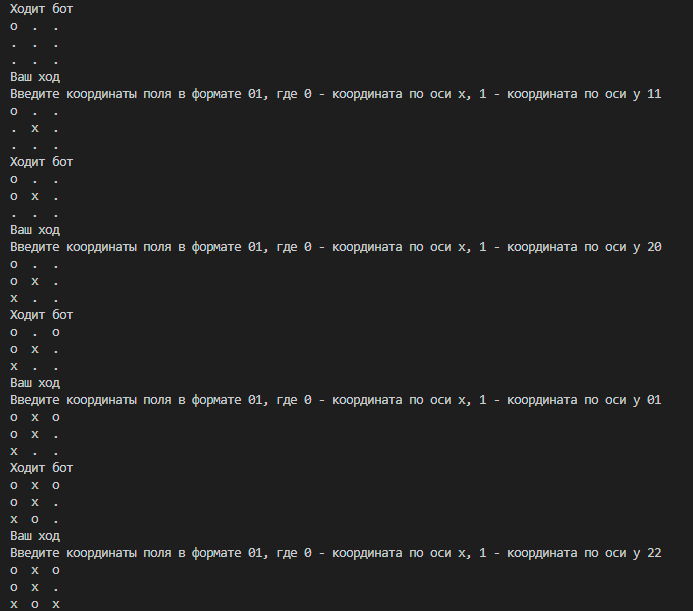 Ходит бот
o . .
. . .
. . .
Ваш ход
Введите координаты поля в формате 01, где 0 - координата по оси x, 1 - координата по оси y 11
o . .
. x .
. . .
Ходит бот
o . .
o x .
. . .
Ваш ход
Введите координаты поля в формате 01, где 0 - координата по оси x, 1 - координата по оси y 20
o . .
o x .
x . .
Ходит бот
o . o
o x .
x . .
Ваш ход
Введите координаты поля в формате 01, где 0 - координата по оси x, 1 - координата по оси y 01
o x o
o x .
x . .
Ходит бот
o x o
o x .
x o .
Ваш ход
Введите координаты поля в формате 01, где 0 - координата по оси x, 1 - координата по оси y 22
o x o
o x .
x o x